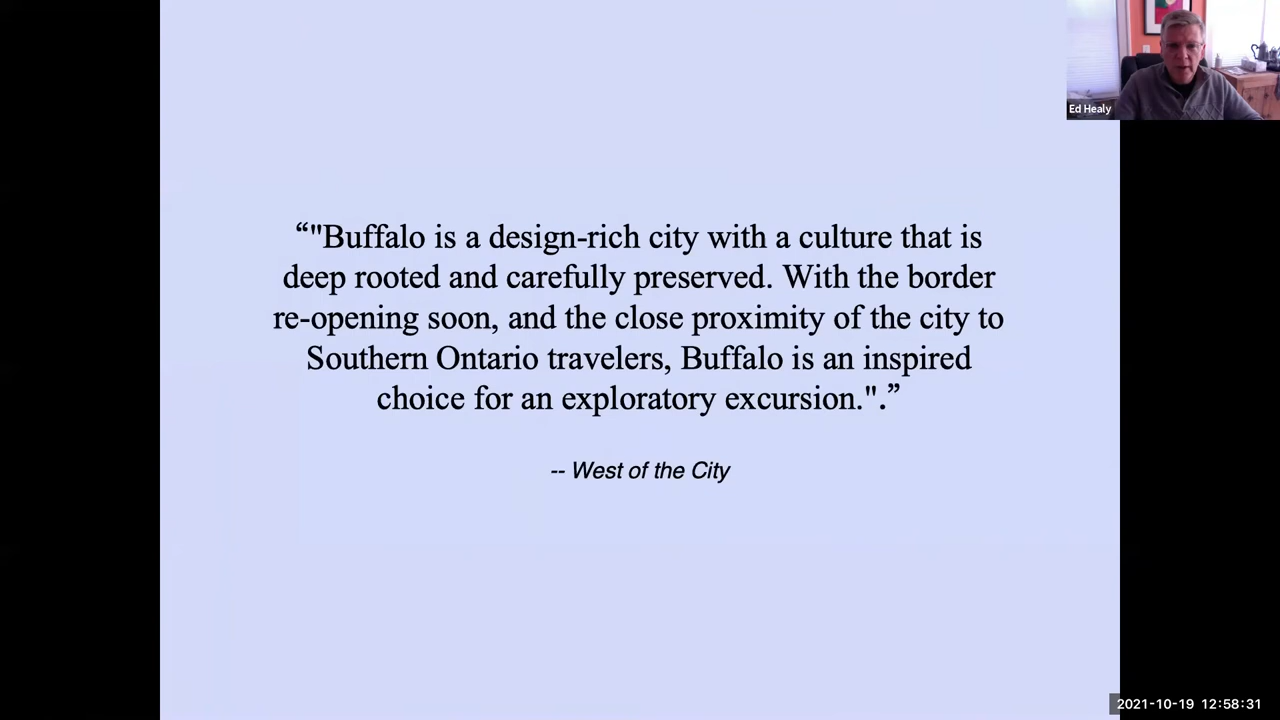 Ed Healy
“"Buffalo is a design-rich city with a culture that is
deep rooted and carefully preserved. With the border
re-opening soon, and the close proximity of the city to
Southern Ontario travelers, Buffalo is an inspired
choice for an exploratory excursion.".”
-- West of the City
2021-10-19 12:58:31